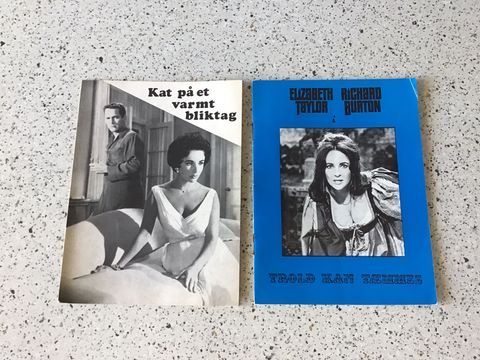 Kat på et
varmt
bliktag
ELIZABETH RICHARD
TAYLOR BURTON
i
TROLD KAN TÆMMES